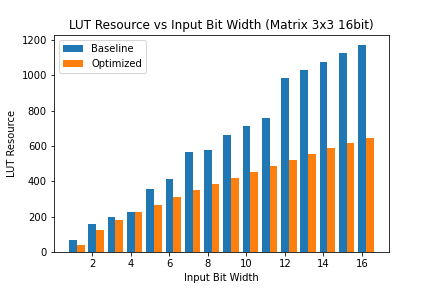 LUT Resource vs Input Bit Width (Matrix 3x3 16bit)
Baseline
Optimized
1200
1000
800
600
400
200
0
LUT Resource
2 4 6 8 10 12 14 16
Input Bit Width